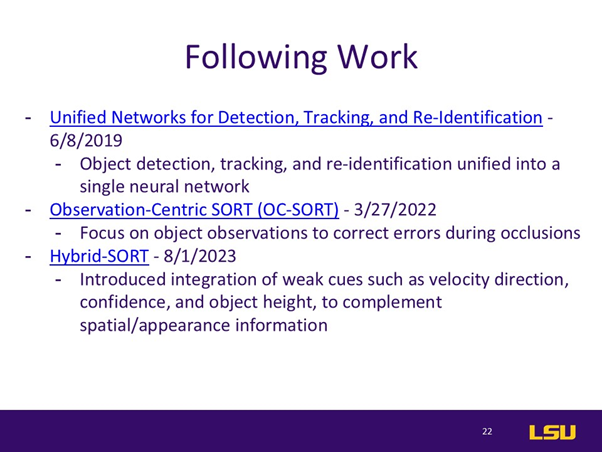 Following Work
- Unified Networks for Detection, Tracking, and Re-Identification -
6/8/2019
- Object detection, tracking, and re-identification unified into a
single neural network
- Observation-Centric SORT (OC-SORT) - 3/27/2022
- Focus on object observations to correct errors during occlusions
- Hybrid-SORT - 8/1/2023
- Introduced integration of weak cues such as velocity direction,
confidence, and object height, to complement
spatial/appearance information
22
LSU